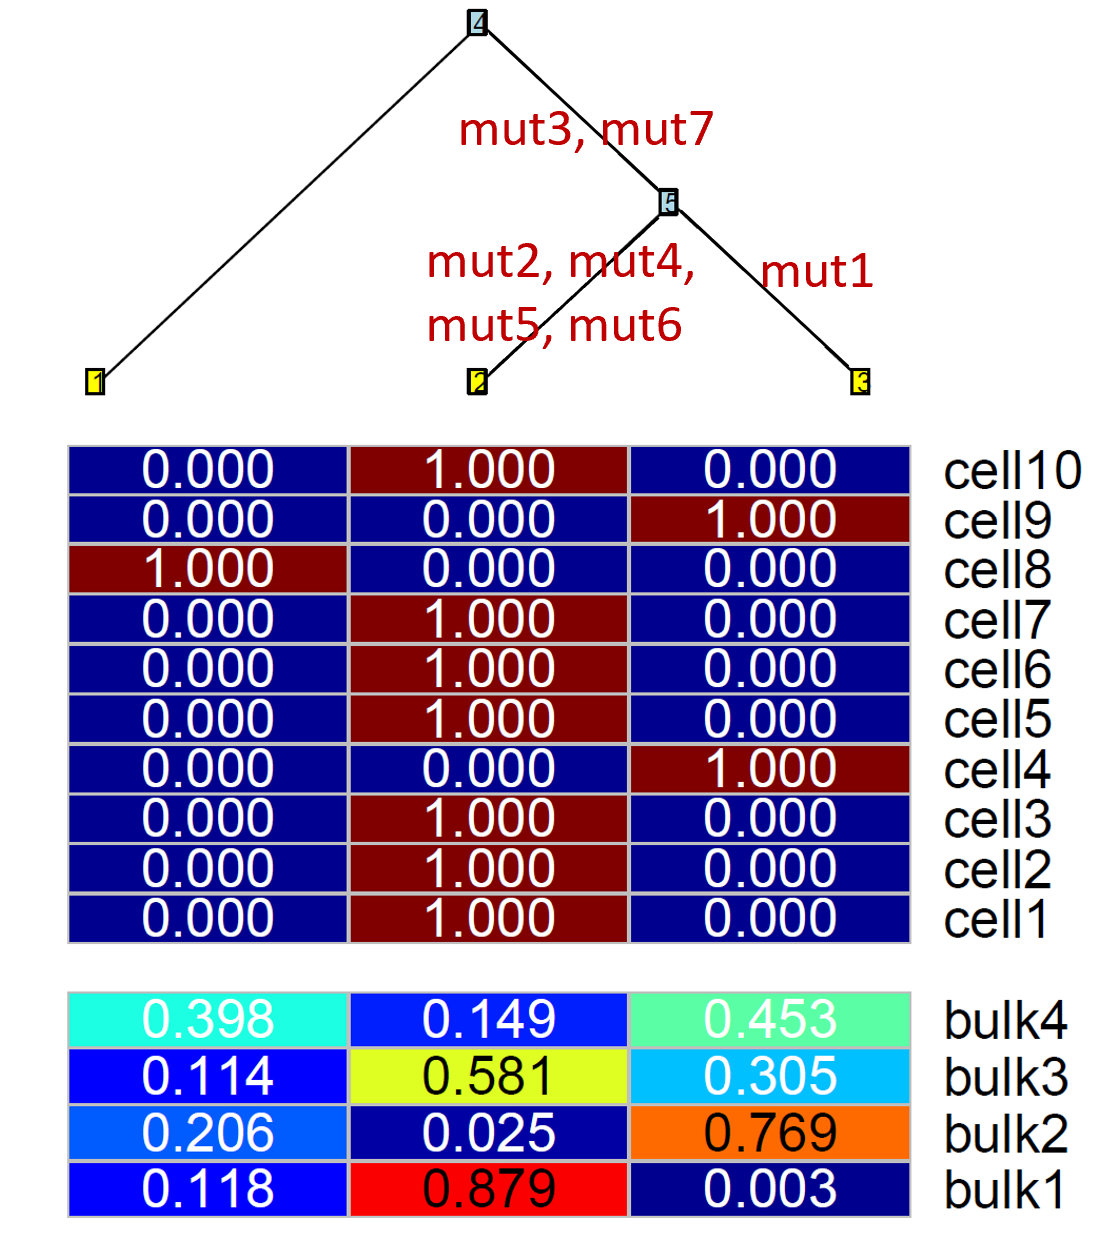 4
mut3, mut7
5
mut2, mut4,
mut1
mut5, mut6
1 2 3
0.000 1.000 0.000 cell10
0.000 0.000 1.000 cell9
1.000 0.000 0.000 cell8
0.000 1.000 0.000 cell7
0.000 1.000 0.000 cell6
0.000 1.000 0.000 cell5
0.000 0.000 1.000 cell4
0.000 1.000 0.000 cell3
0.000 1.000 0.000 cell2
0.000 1.000 0.000 cell1
0.398 0.149 0.453 bulk4
0.114 0.581 0.305 bulk3
0.206 0.025 0.769 bulk2
0.118 0.879 0.003 bulk1